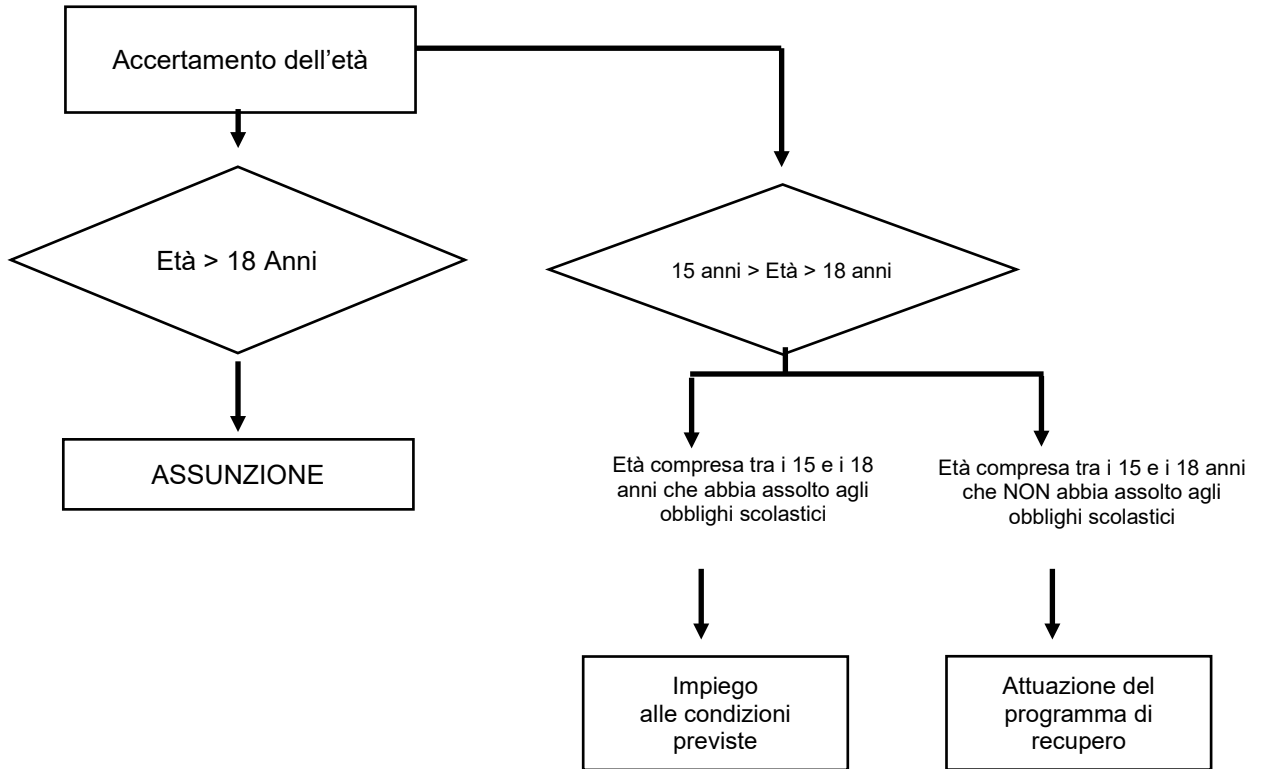 Accertamento dell’età
Età > 18 Anni
15 anni > Età > 18 anni
ASSUNZIONE
Età compresa tra i 15 e i 18
anni che abbia assolto agli
obblighi scolastici
Età compresa tra i 15 e i 18 anni
che NON abbia assolto agli
obblighi scolastici
Impiego
alle condizioni
previste
Attuazione del
programma di
recupero